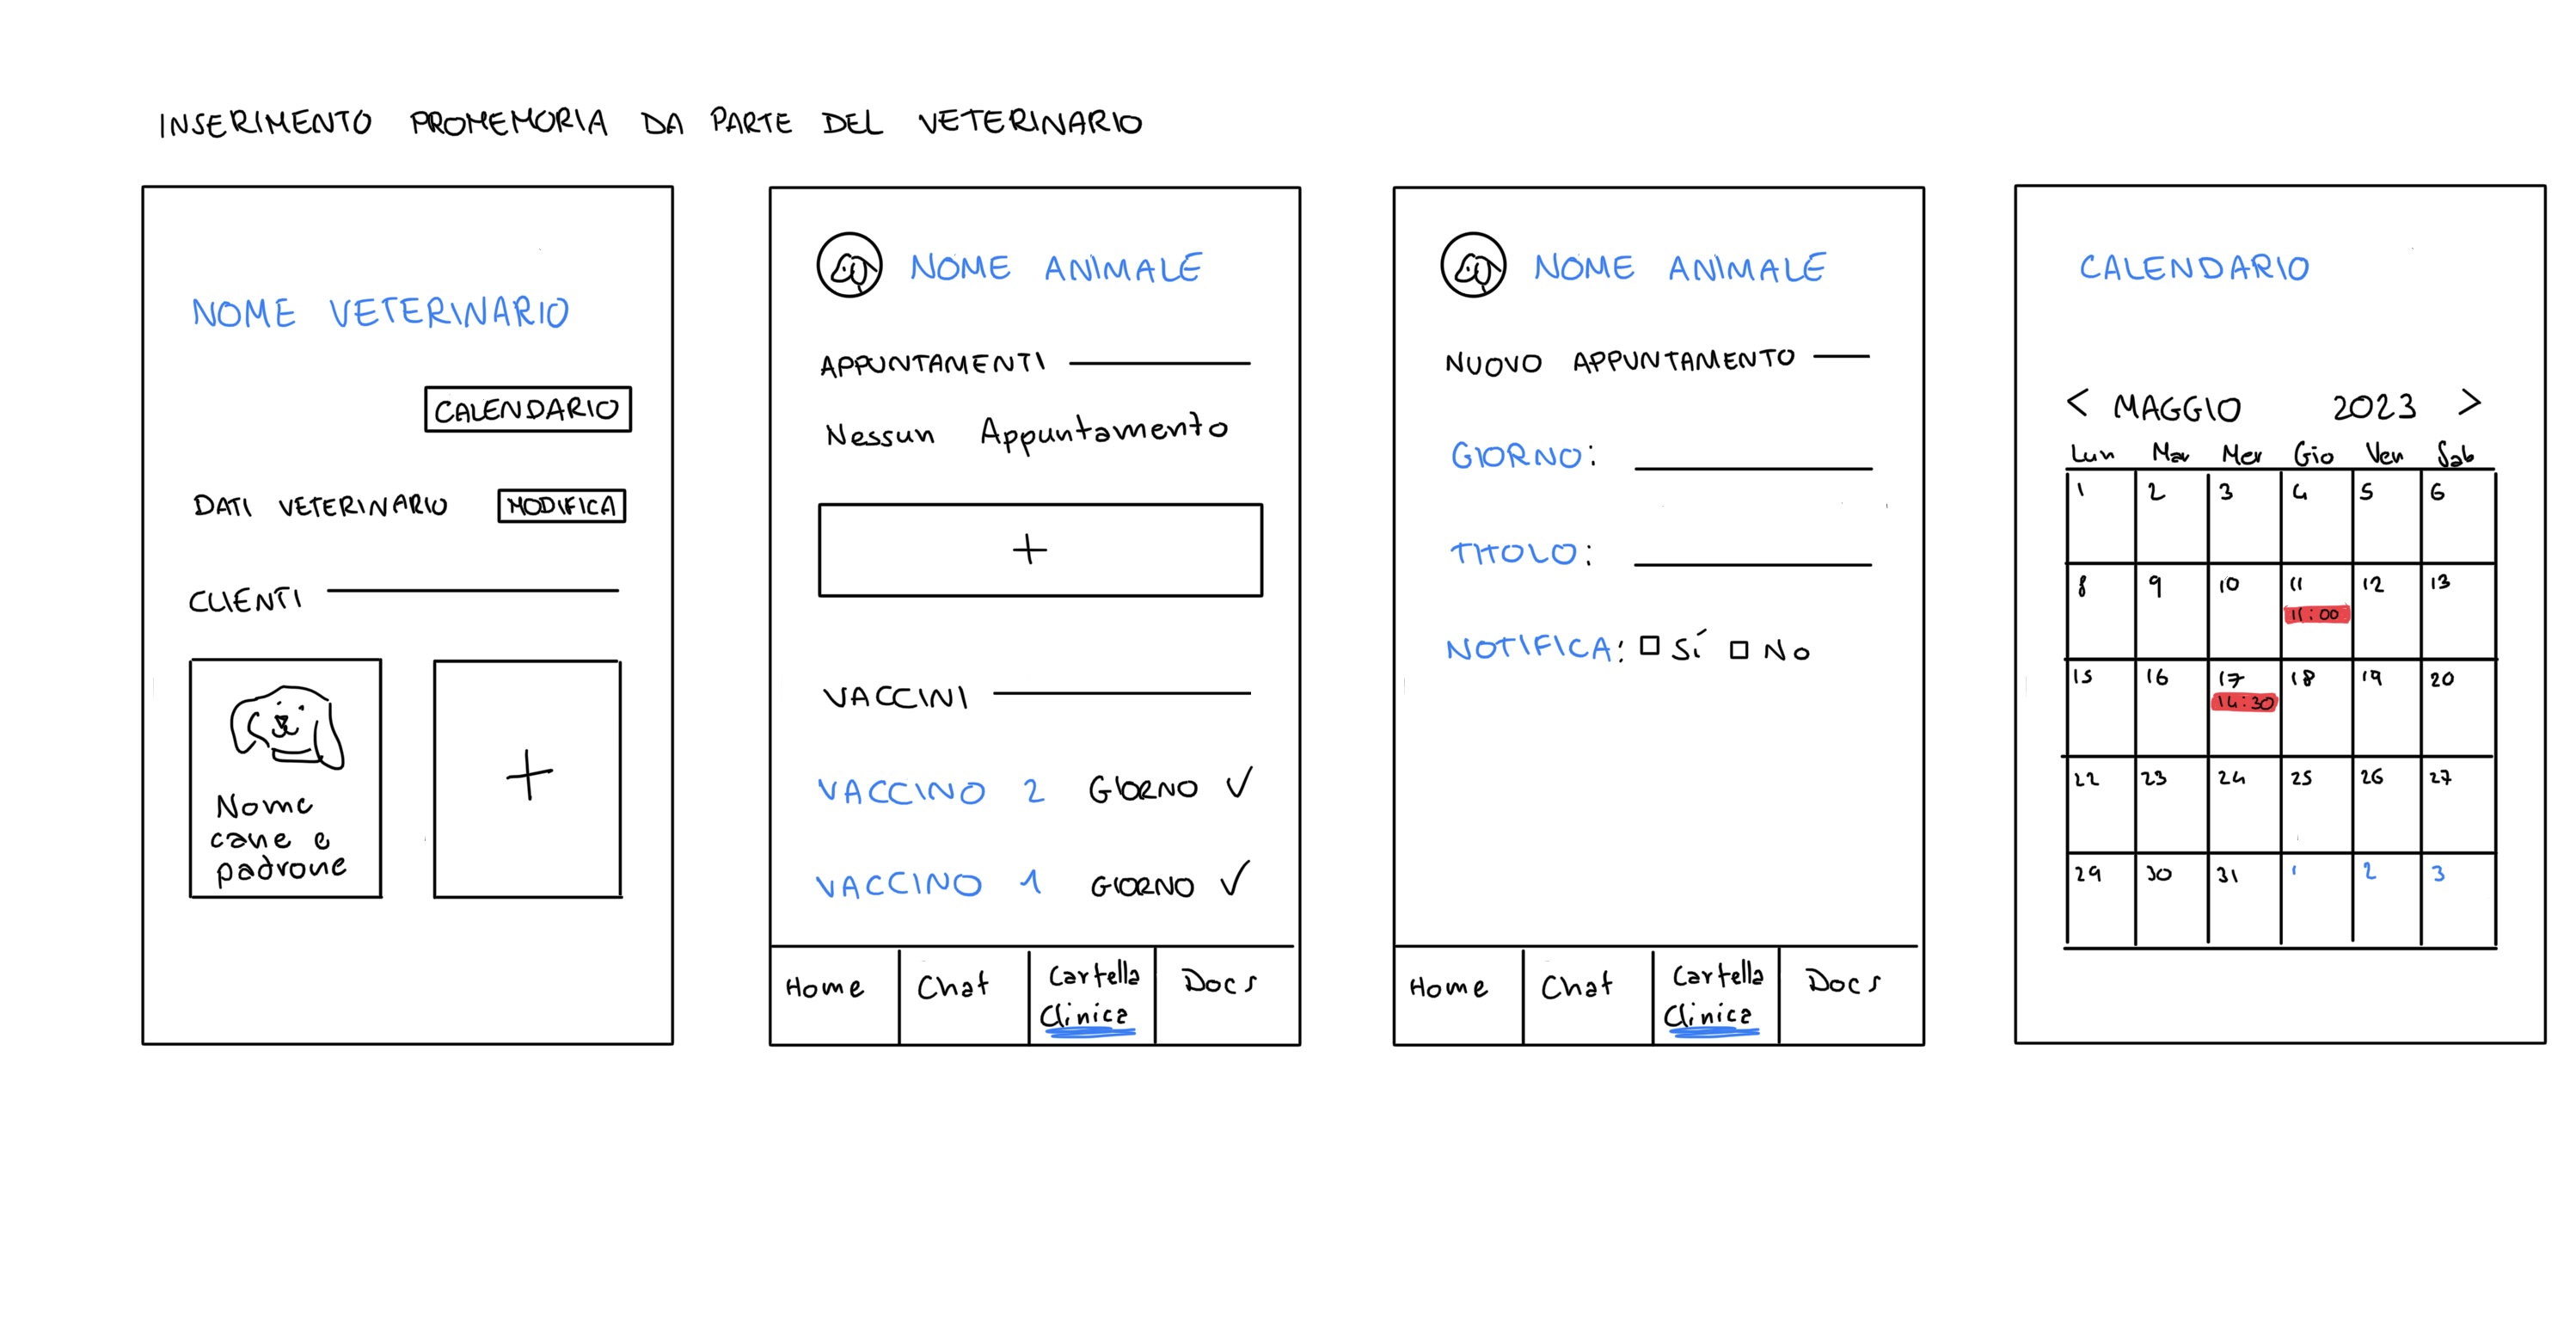 INSERIMENTO PROMEMORIA DA PARTE DEL VETERINARIO
NOME VETERINARIO
CALENDARIO
DATI VETERINARIO MODIFICA
CLIENTI
Nome
cane e
padrone
+
NOME ANIMALE
APPUNTAMENTI
Nessun Appuntamento
+
VACCINI
VACCINO 2 GIORNO ✓
VACCINO 1 GIORNO ✓
Home Chat Cartella Clinica Docs
NOME ANIMALE
NUOVO APPUNTAMENTO
GIORNO:
TITOLO:
NOTIFICA: □ Sí □ No
Home Chat Cartella Clinica Docs
CALENDARIO
< MAGGIO 2023 >
Lun Mar Mer Gio Ven Sab
1 2 3 4 5 6
8 9 10 11 12 13
11:00
15 16 17 18 19 20
14:30
22 23 24 25 26 27
29 30 31 1 2 3